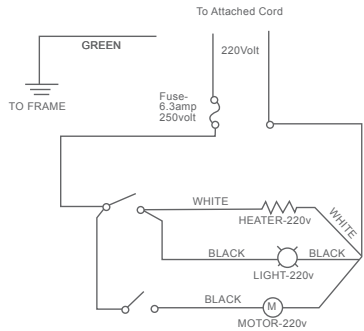 To Attached Cord
GREEN
220Volt
Fuse-
6.3amp
250volt
TO FRAME
WHITE
HEATER-220v
WHITE
BLACK
BLACK
LIGHT-220v
BLACK
M
MOTOR-220v